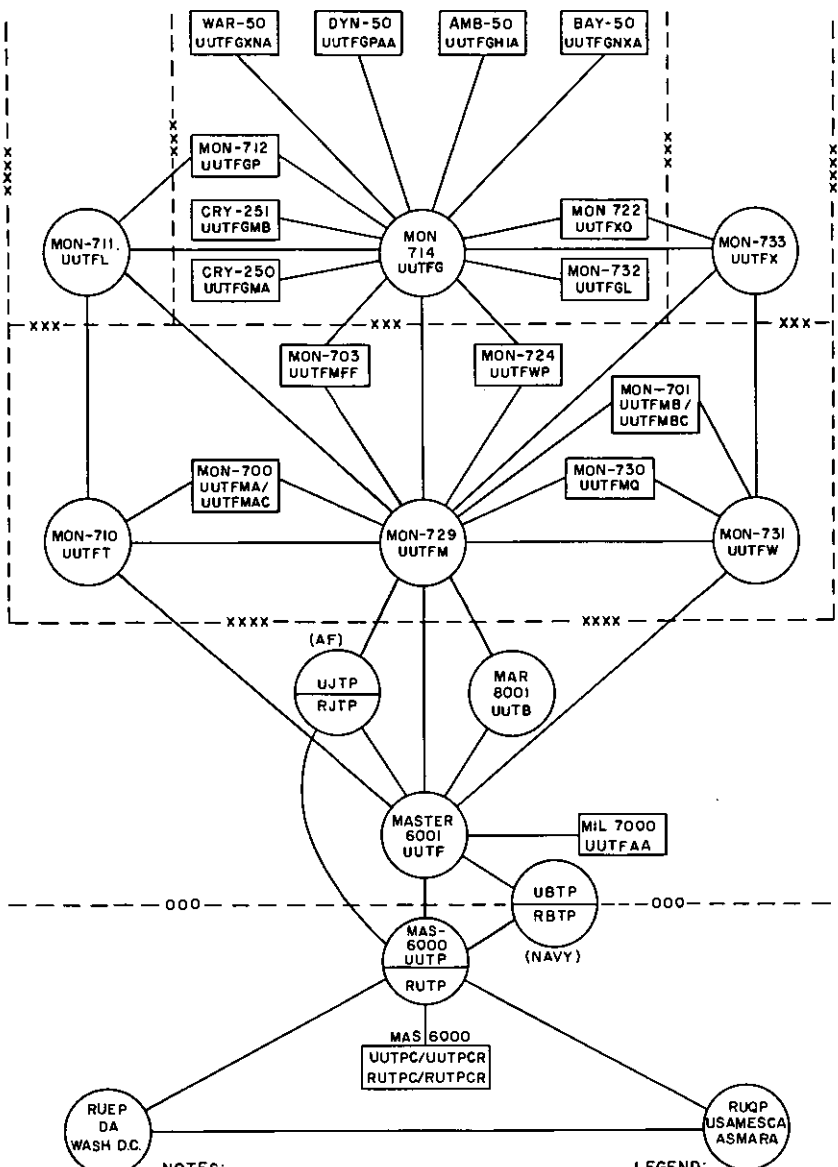 WAR-50
UUTFGXNA
DYN-50
UUTFGPAA
AMB-50
UUTFGHIA
BAY-50
UUTFGNXA
XXXX
XXX
XXX
XXXX
MON-712
UUTFGP
CRY-251
UUTFGMB
CRY-250
UUTFGMA
MON-711.
UUTFL
MON
714
UUTFG
MON 722
UUTFXQ
MON-732
UUTFGL
MON-733
UUTFX
XXX
XXX
XXX
MON-703
UUTFMFF
MON-724
UUTFWP
MON-701
UUTFMB/
UUTFMBC
MON-700
UUTFMA/
UUTFMAC
MON-730
UUTFMQ
MON-710
UUTFT
MON-729
UUTFM
MON-731
UUTFW
XXXX
XXXX
(AF)
UJTP
RJTP
MAR
8001
UUTB
MASTER
6001
UUTF
MIL 7000
UUTFAA
OOO
OOO
UBTP
RBTP
(NAVY)
MAS-
6000
UUTP
RUTP
MAS 6000
UUTPC/UUTPCR
RUTPC/RUTPCR
RUEP
DA
WASH D.C.
RUQP
USAMESCA
ASMARA
NOTES:
LEGEND: